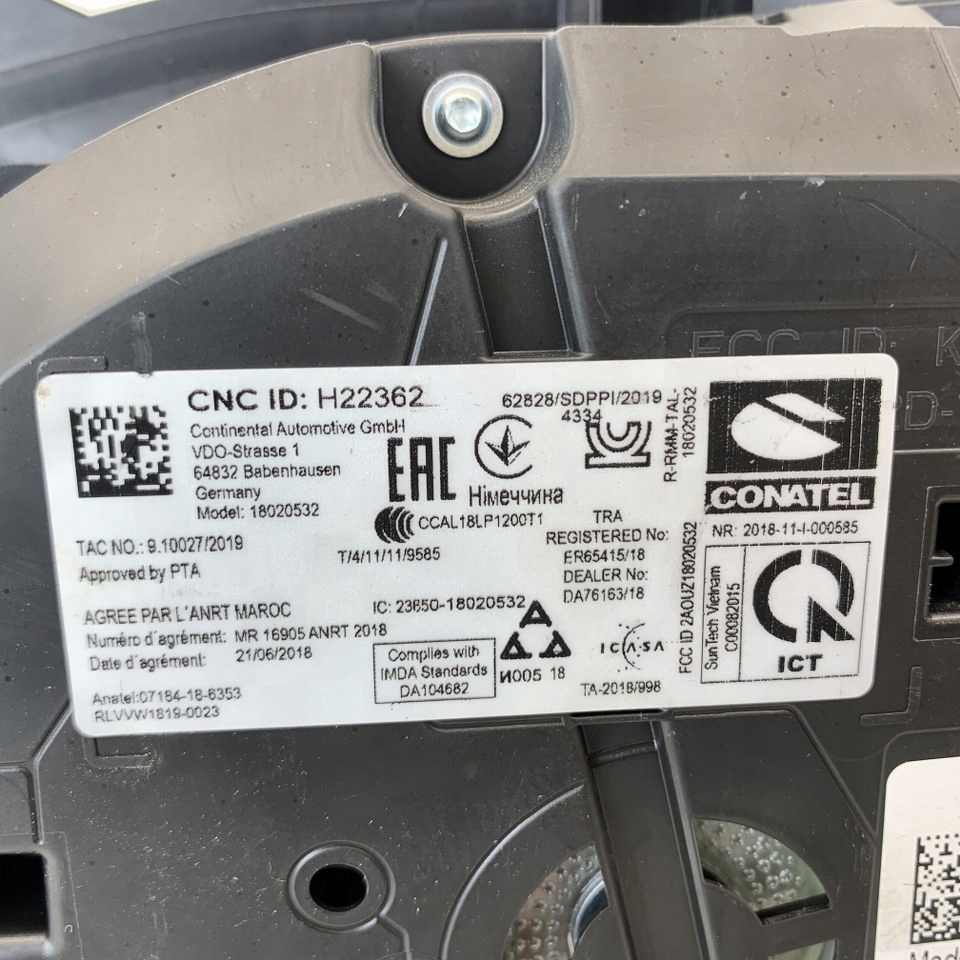 FCC ID: K
CNC ID: H22362
Continental Automotive GmbH
VDO-Strasse 1
64832 Babenhausen
Germany
Model: 18020532
TAC NO.: 9.10027/2019
Approved by PTA
AGREE PAR L'ANRT MAROC
Numéro d'agrément: MR 16905 ANRT 2018
Date d'agrément: 21/06/2018
Anatel:07184-18-6353
RLVVW1819-0023
EAC
Німеччина
CCAL18LP1200T1
T/4/11/11/9585
IC: 23650-18020532
Complies with
IMDA Standards
DA104682
И005 18
62828/SDPPI/2019
4334
R-RMM-TAL-
18020532
TRA
REGISTERED No:
ER65415/18
DEALER No:
DA76163/18
ICASA
TA-2018/998
FCC ID 2AOUZ18020532
CONATEL
NR: 2018-11-I-000585
SunTech Vietnam
C00082015
ICT